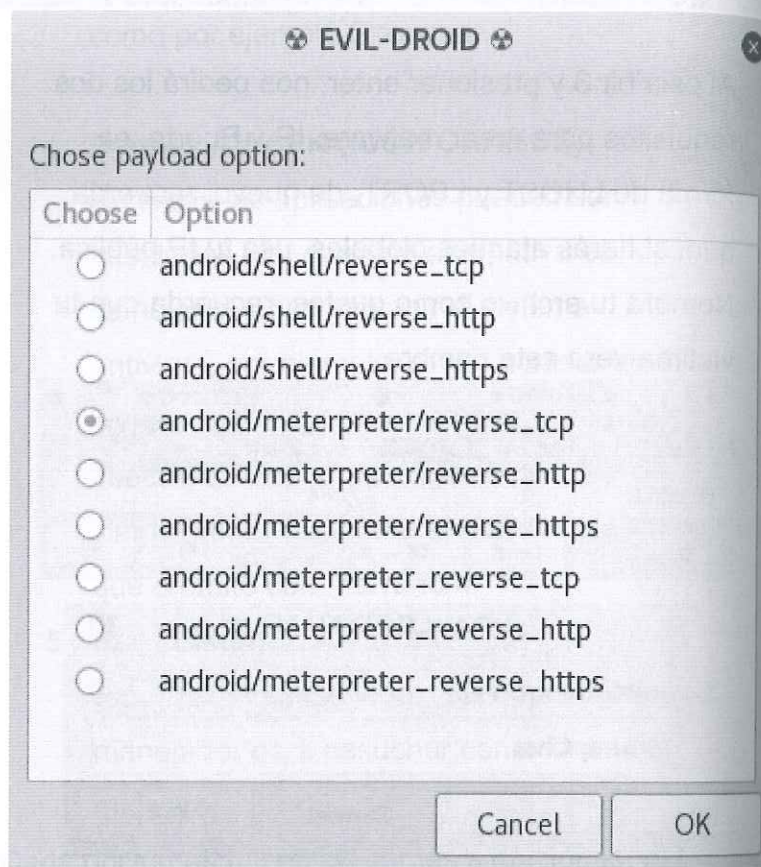 ☢ EVIL-DROID ☢
Chose payload option:
Choose Option
android/shell/reverse_tcp
android/shell/reverse_http
android/shell/reverse_https
android/meterpreter/reverse_tcp
android/meterpreter/reverse_http
android/meterpreter/reverse_https
android/meterpreter_reverse_tcp
android/meterpreter_reverse_http
android/meterpreter_reverse_https
Cancel OK